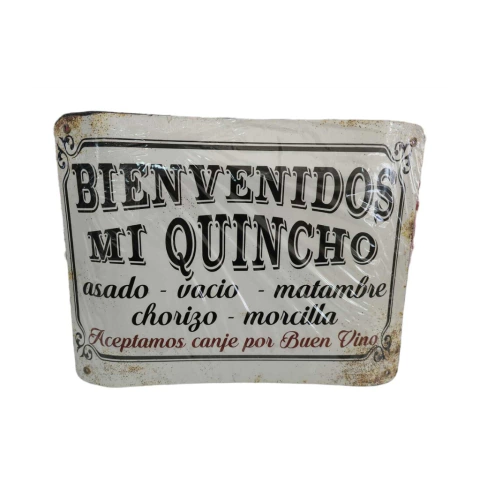 BIENVENIDOS
MI QUINCHO
asado - vacio - matambre
chorizo - morcilla
Aceptamos canje por Buen Vino